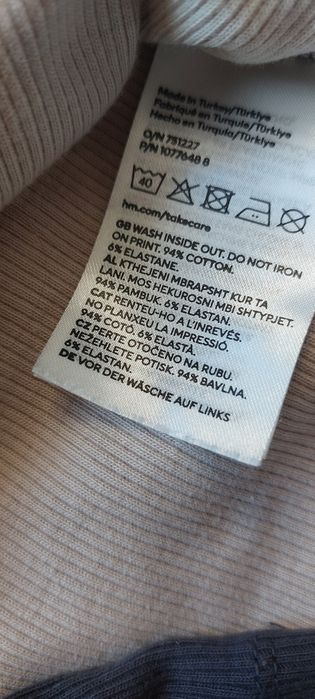 Made in Turkey/Türkiye
Fabriqué en Turquie/Türkiye
Hecho en Turquía/Türkiye
O/N 751227
P/N 1077648 8
40
hm.com/takecare
GB WASH INSIDE OUT. DO NOT IRON
ON PRINT. 94% COTTON.
6% ELASTANE.
AL KTHEJENI MBRAPSHT KUR TA
LANI. MOS HEKUROSNI MBI SHTYPJET.
94% PAMBUK. 6% ELASTAN.
CAT RENTEU-HO A L'INREVÉS.
NO PLANXEU LA IMPRESSIÓ.
94% COTÓ. 6% ELASTÀ.
CZ PERTE OTOČENO NA RUBU.
NEŽEHLETE POTISK. 94% BAVLNA.
6% ELASTAN.
DE VOR DER WÄSCHE AUF LINKS